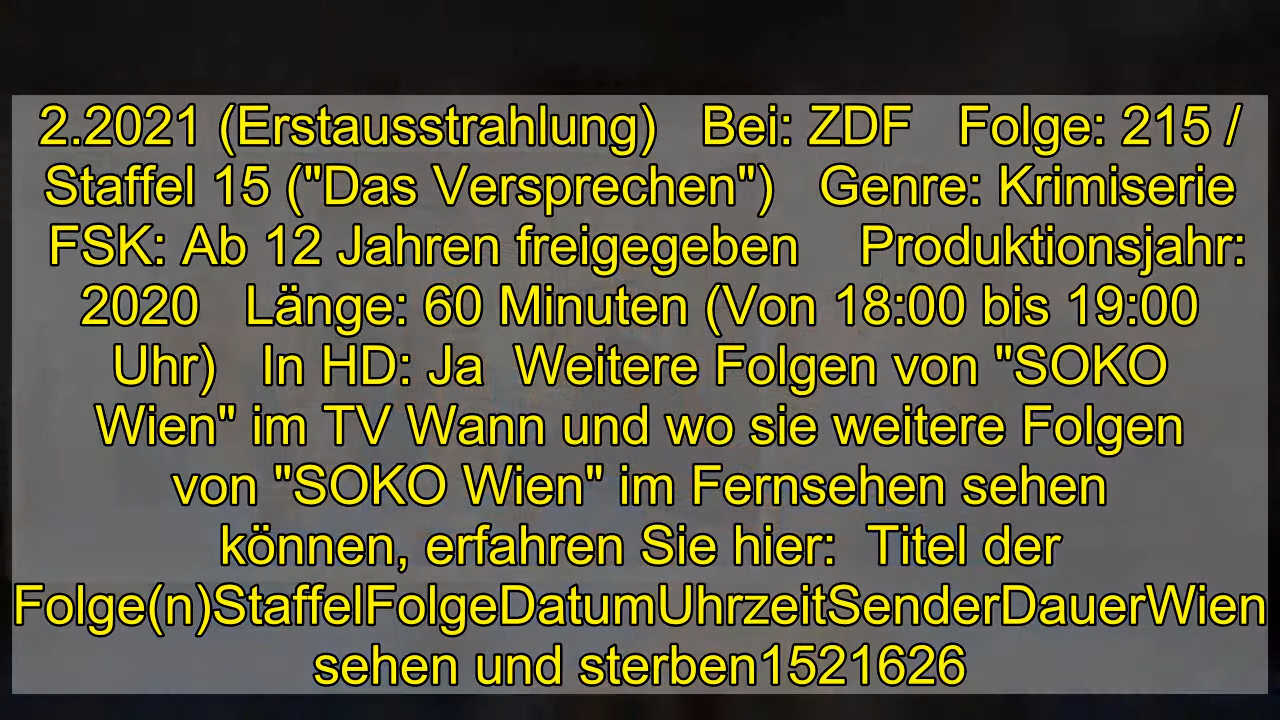 2.2021 (Erstausstrahlung) Bei: ZDF Folge: 215 /
Staffel 15 ("Das Versprechen") Genre: Krimiserie
FSK: Ab 12 Jahren freigegeben Produktionsjahr:
2020 Länge: 60 Minuten (Von 18:00 bis 19:00
Uhr) In HD: Ja Weitere Folgen von "SOKO
Wien" im TV Wann und wo sie weitere Folgen
von "SOKO Wien" im Fernsehen sehen
können, erfahren Sie hier: Titel der
Folge(n)StaffelFolgeDatumUhrzeitSenderDauerWien
sehen und sterben1521626